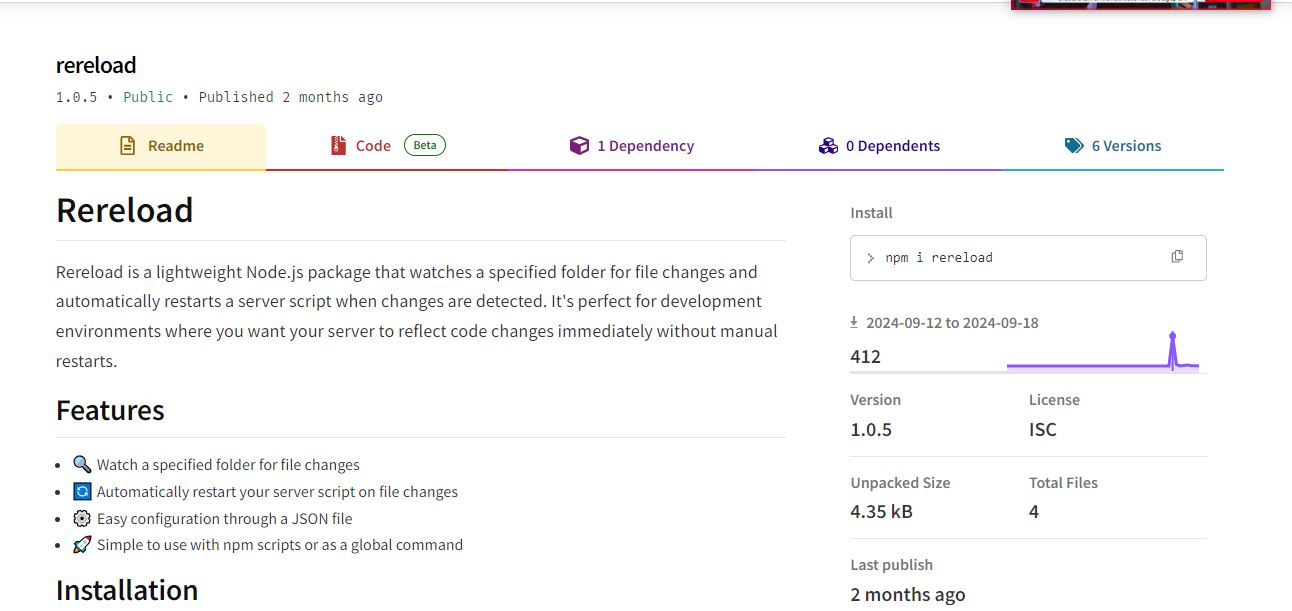 rereload
1.0.5 • Public • Published 2 months ago
Readme
Code Beta
1 Dependency
0 Dependents
6 Versions
Rereload
Rereload is a lightweight Node.js package that watches a specified folder for file changes and
automatically restarts a server script when changes are detected. It's perfect for development
environments where you want your server to reflect code changes immediately without manual
restarts.
Features
• 🔍 Watch a specified folder for file changes
• 🔄 Automatically restart your server script on file changes
• ⚙️ Easy configuration through a JSON file
• 🚀 Simple to use with npm scripts or as a global command
Installation
Install
> npm i rereload
2024-09-12 to 2024-09-18
412
Version
1.0.5
License
ISC
Unpacked Size
4.35 kB
Total Files
4
Last publish
2 months ago